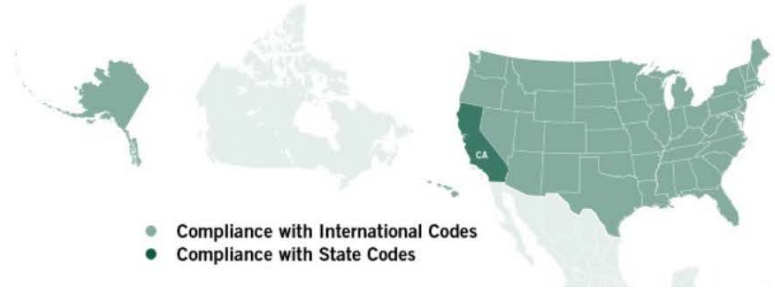 CA
Compliance with International Codes
Compliance with State Codes